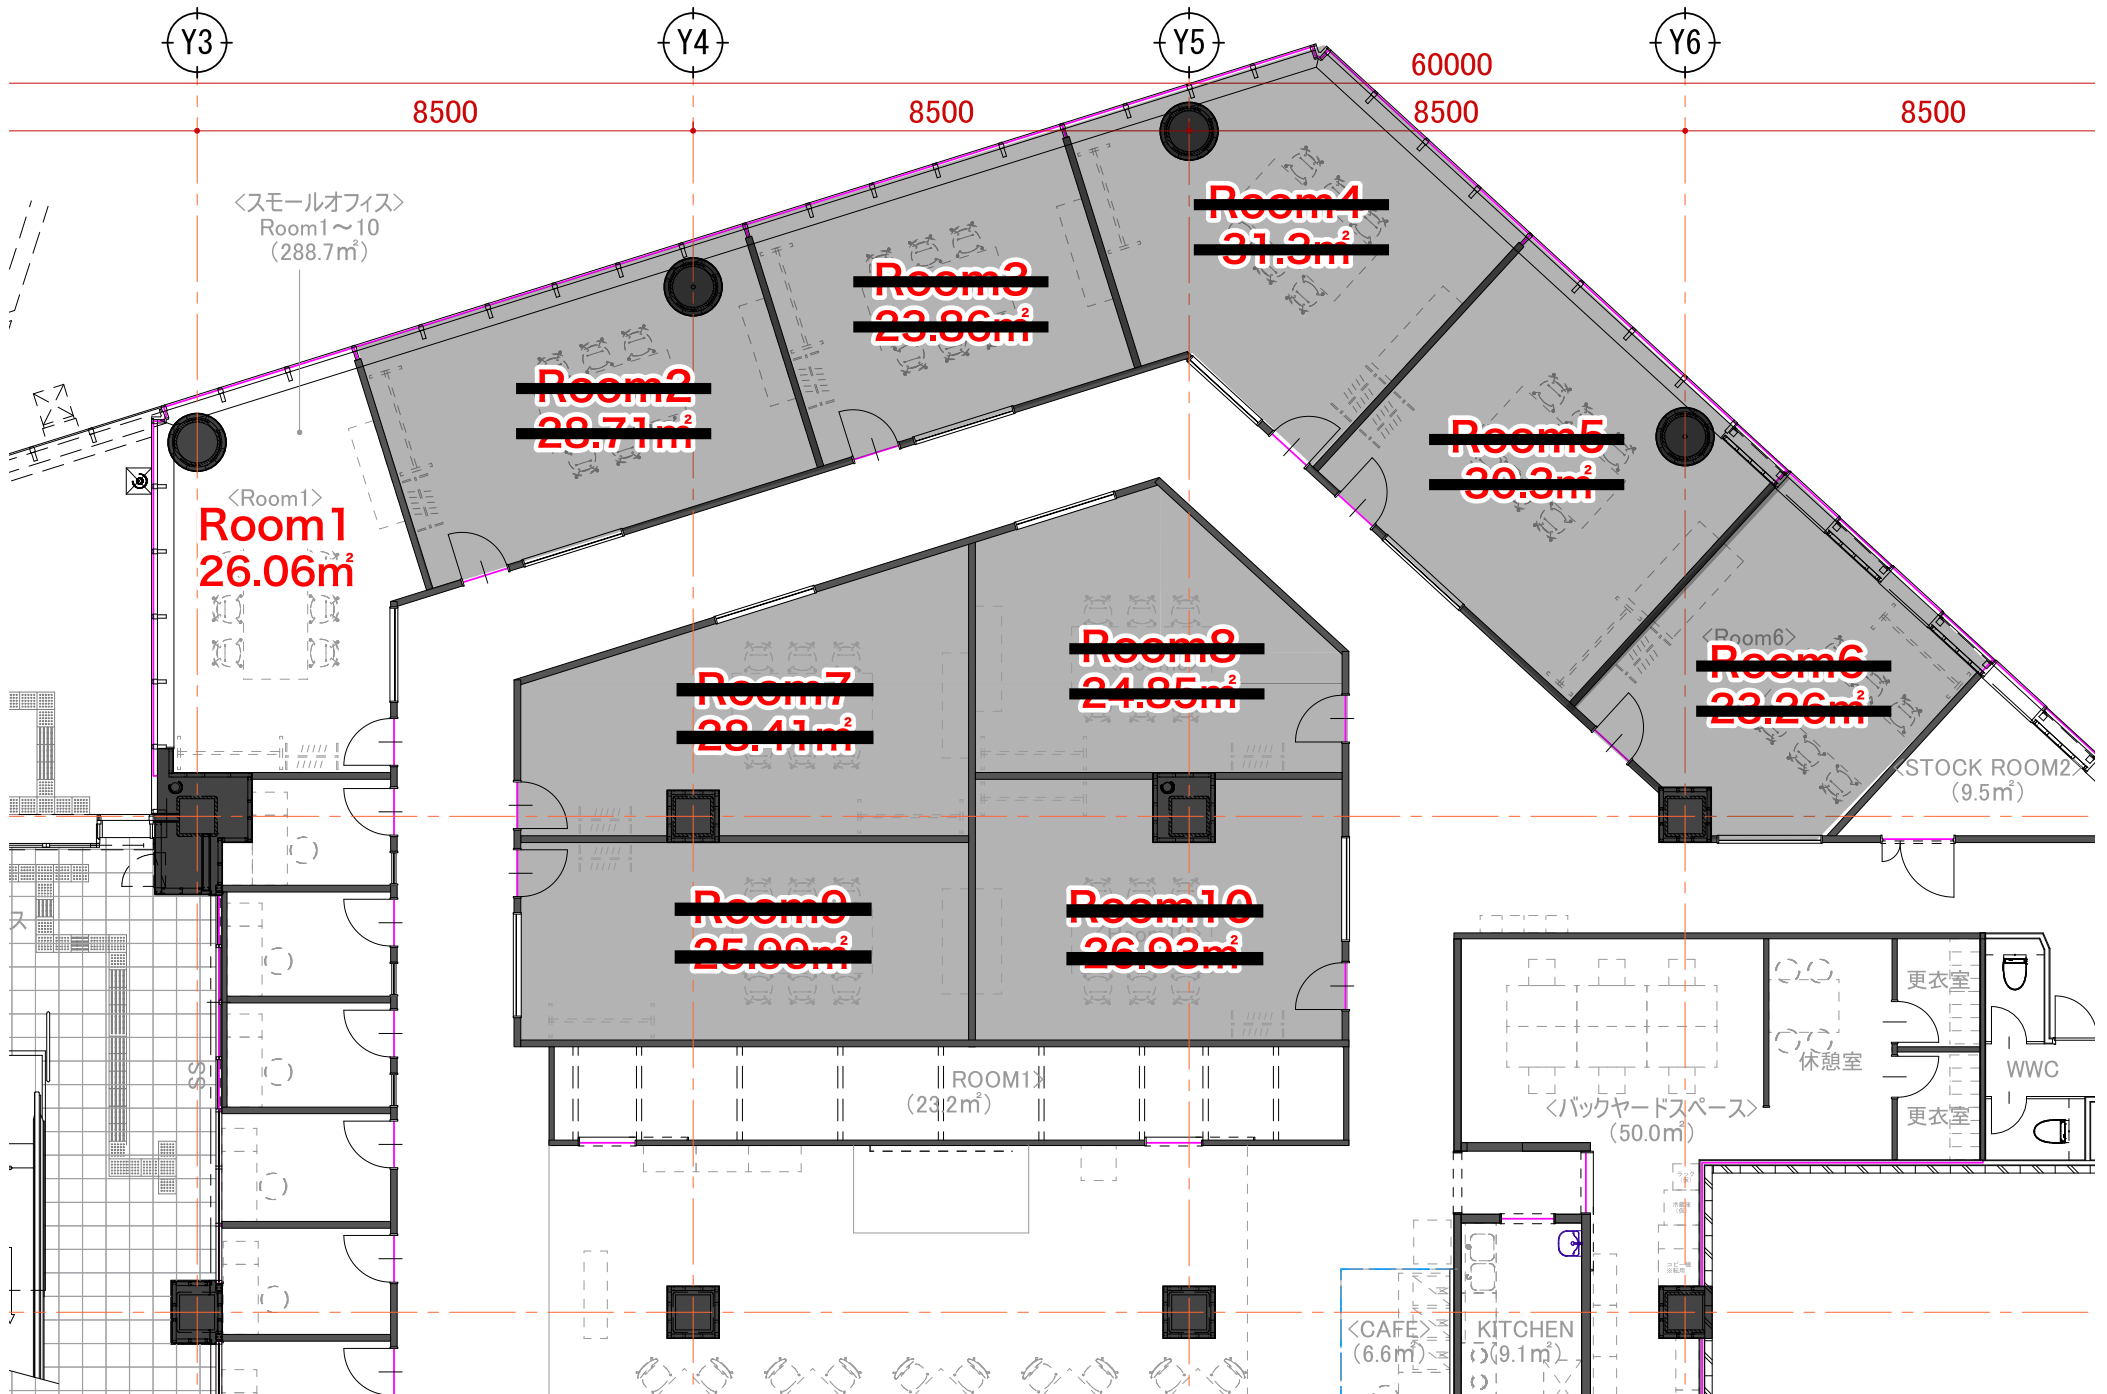 Y3
Y4
Y5
Y6
60000
8500
8500
8500
8500
<スモールオフィス>
Room1～10
(288.7㎡)
Room4
31.3㎡
Room3
23.86㎡
Room2
28.71㎡
Room5
30.3㎡
<Room1>
Room1
26.06㎡
<Room6>
Room6
23.26㎡
Room8
24.85㎡
Room7
28.41㎡
<STOCK ROOM2>
(9.5㎡)
Room9
25.99㎡
Room10
26.93㎡
ス
SS
ROOM1>
(23.2㎡)
更衣室
休憩室
WWC
<バックヤードスペース>
(50.0㎡)
更衣室
<CAFE>
(6.6㎡)
KITCHEN
(9.1㎡)